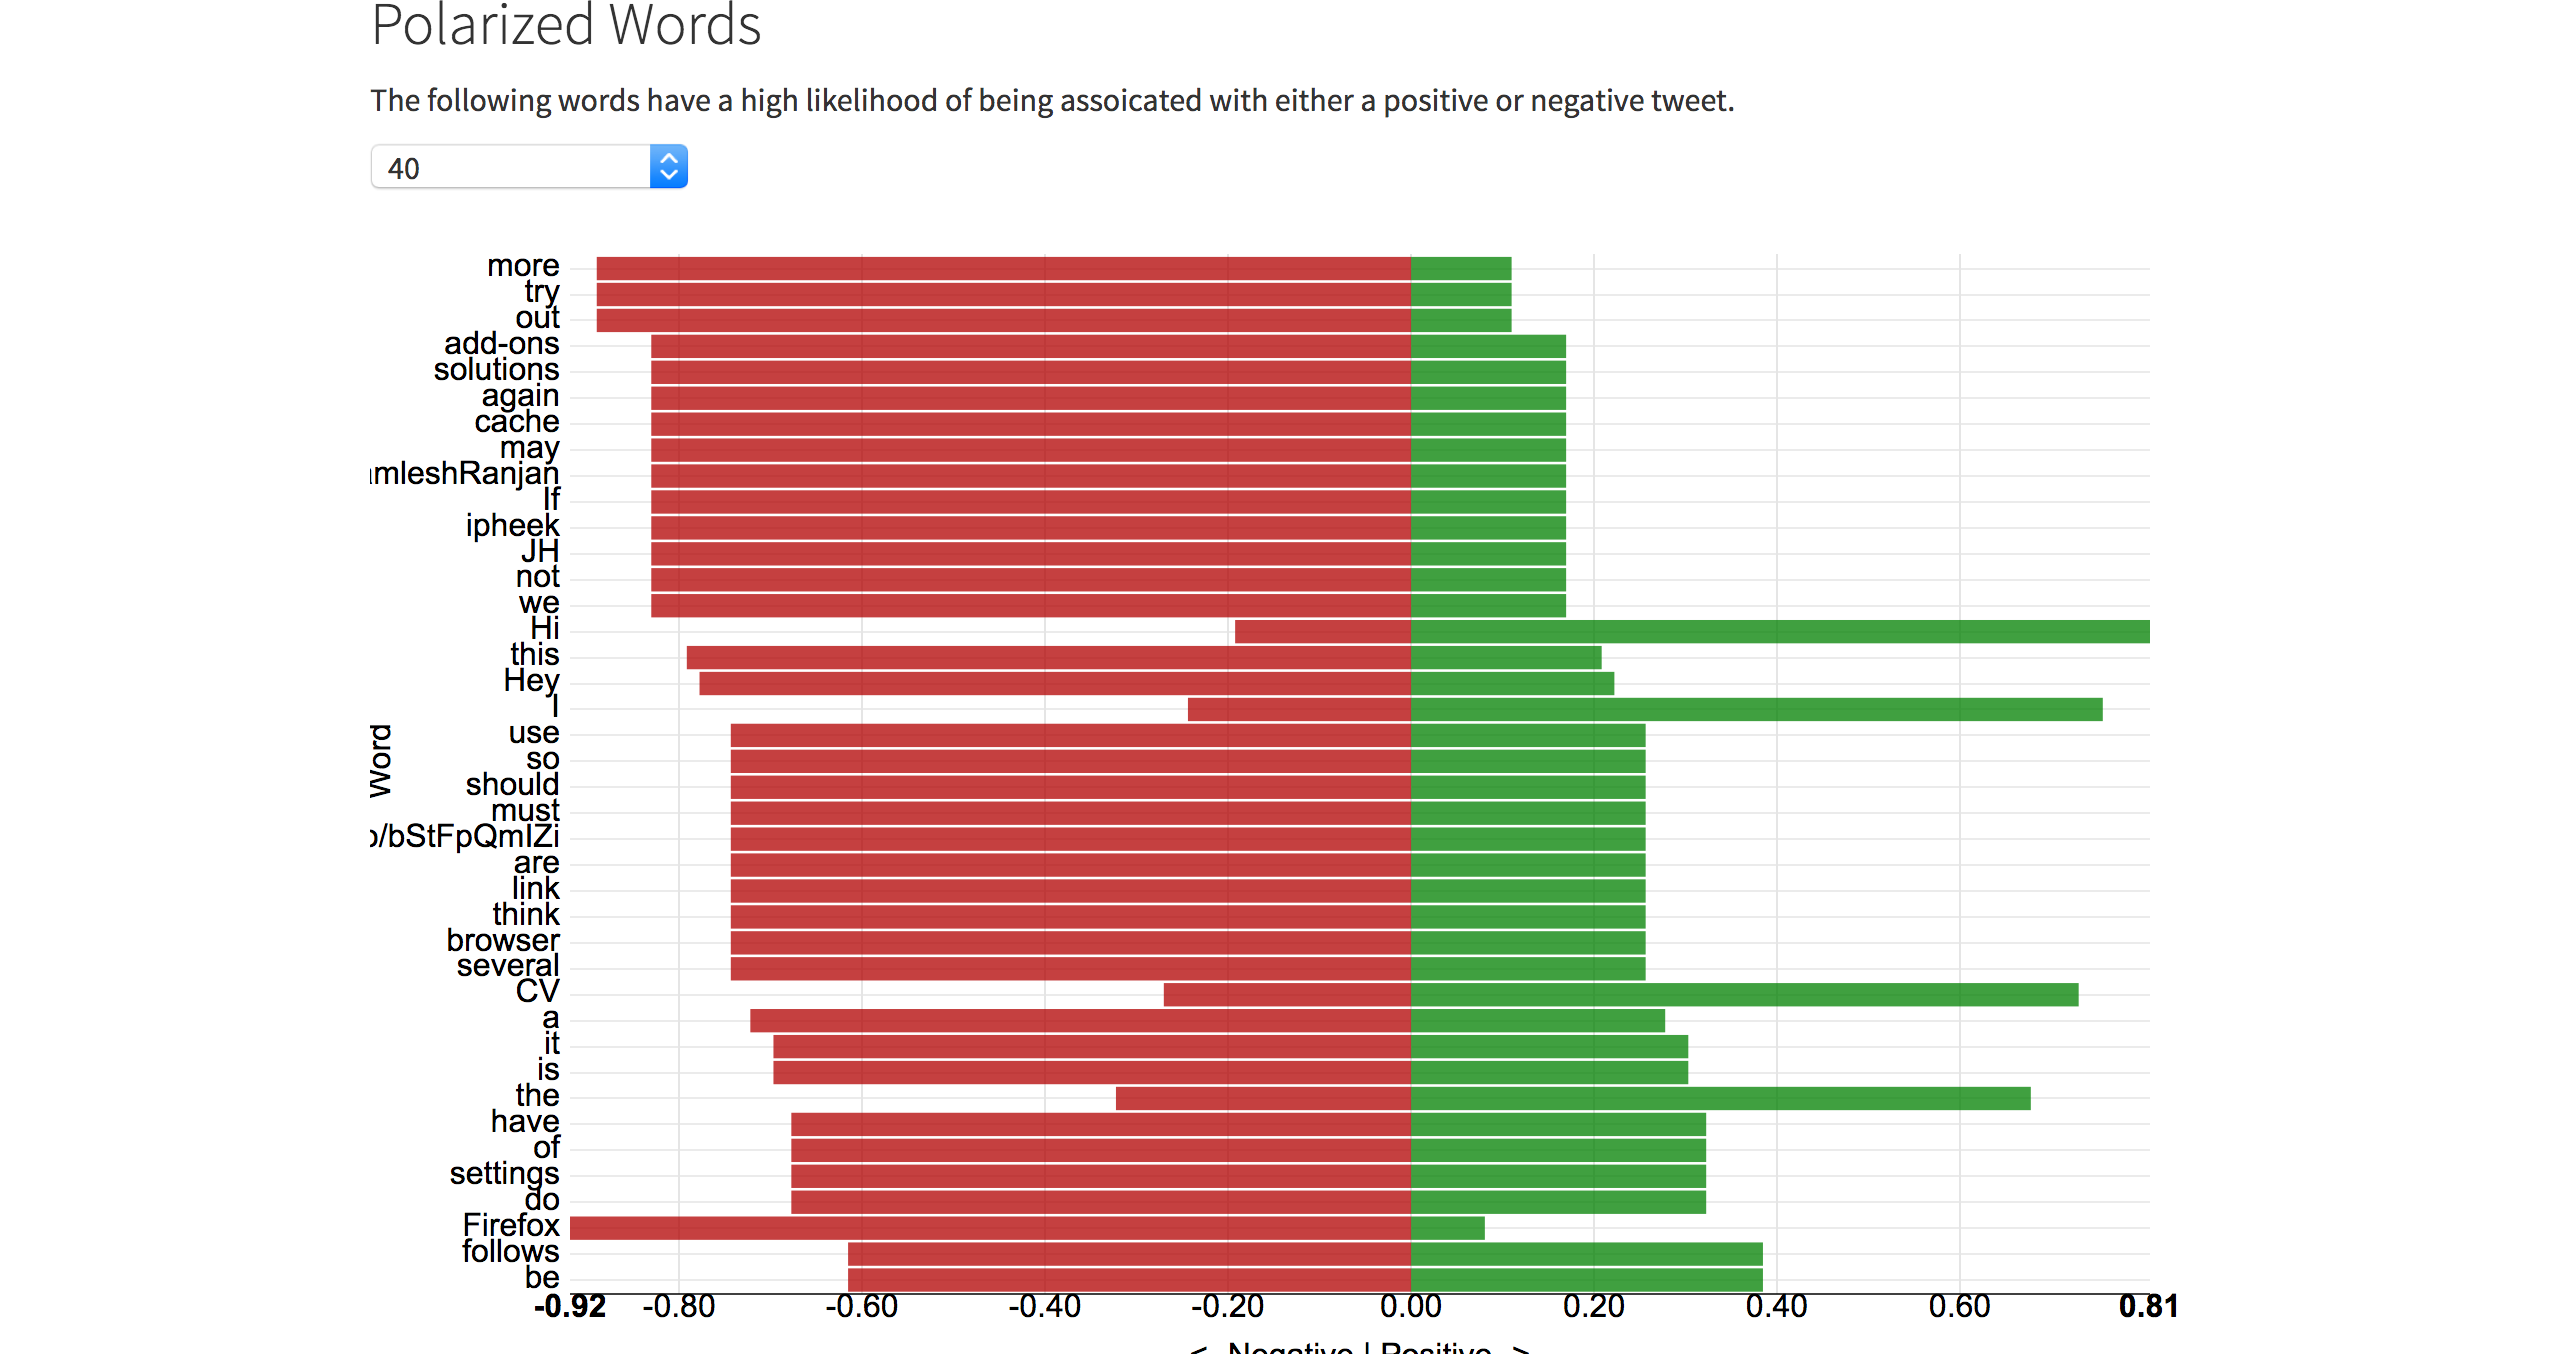 Polarized Words
The following words have a high likelihood of being assoicated with either a positive or negative tweet.
40
more
try
out
add-ons
solutions
again
cache
may
mleshRanjan
If
ipheek
JH
not
we
Hi
this
Hey
I
Word
use
so
should
must
/bStFpQmIZi
are
link
think
browser
several
CV
a
it
is
the
have
of
settings
do
Firefox
follows
be
-0.92 -0.80 -0.60 -0.40 -0.20 0.00 0.20 0.40 0.60 0.81
< Negative | Positive >